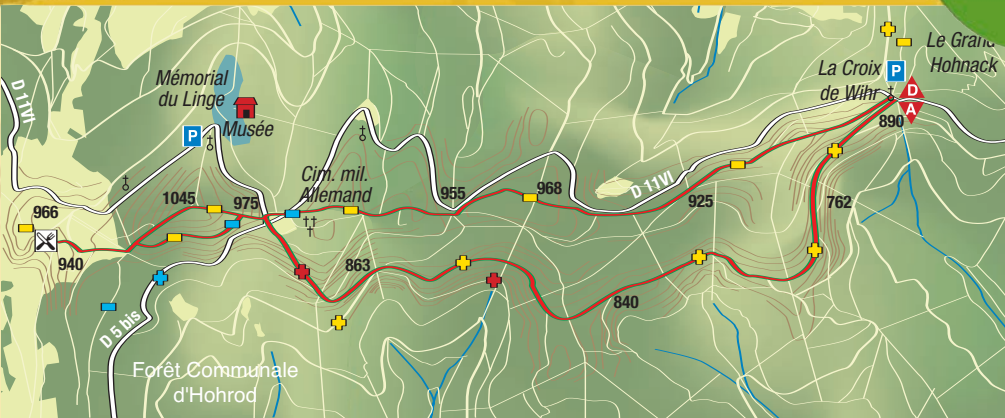 Le Grand
Hohnack
La Croix
de Wihr
P
D
A
890
D 11VI
Mémorial
du Linge
Musée
P
Cim. mil.
Allemand
955
968
D 11VI
925
762
1045
975
966
940
863
840
D 5 bis
Forêt Communale
d'Hohrod